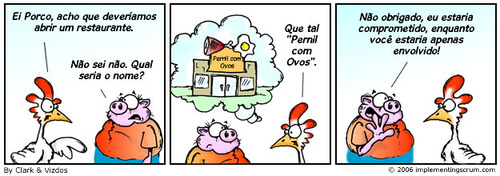 Ei Porco, acho que deveríamos
abrir um restaurante.
Não sei não. Qual
seria o nome?
Pernil com
Ovos
Que tal
"Pernil
com
Ovos".
Não obrigado, eu estaria
comprometido, enquanto
você estaria apenas
envolvido!
By Clark & Vizdos
© 2006 implementingscrum.com